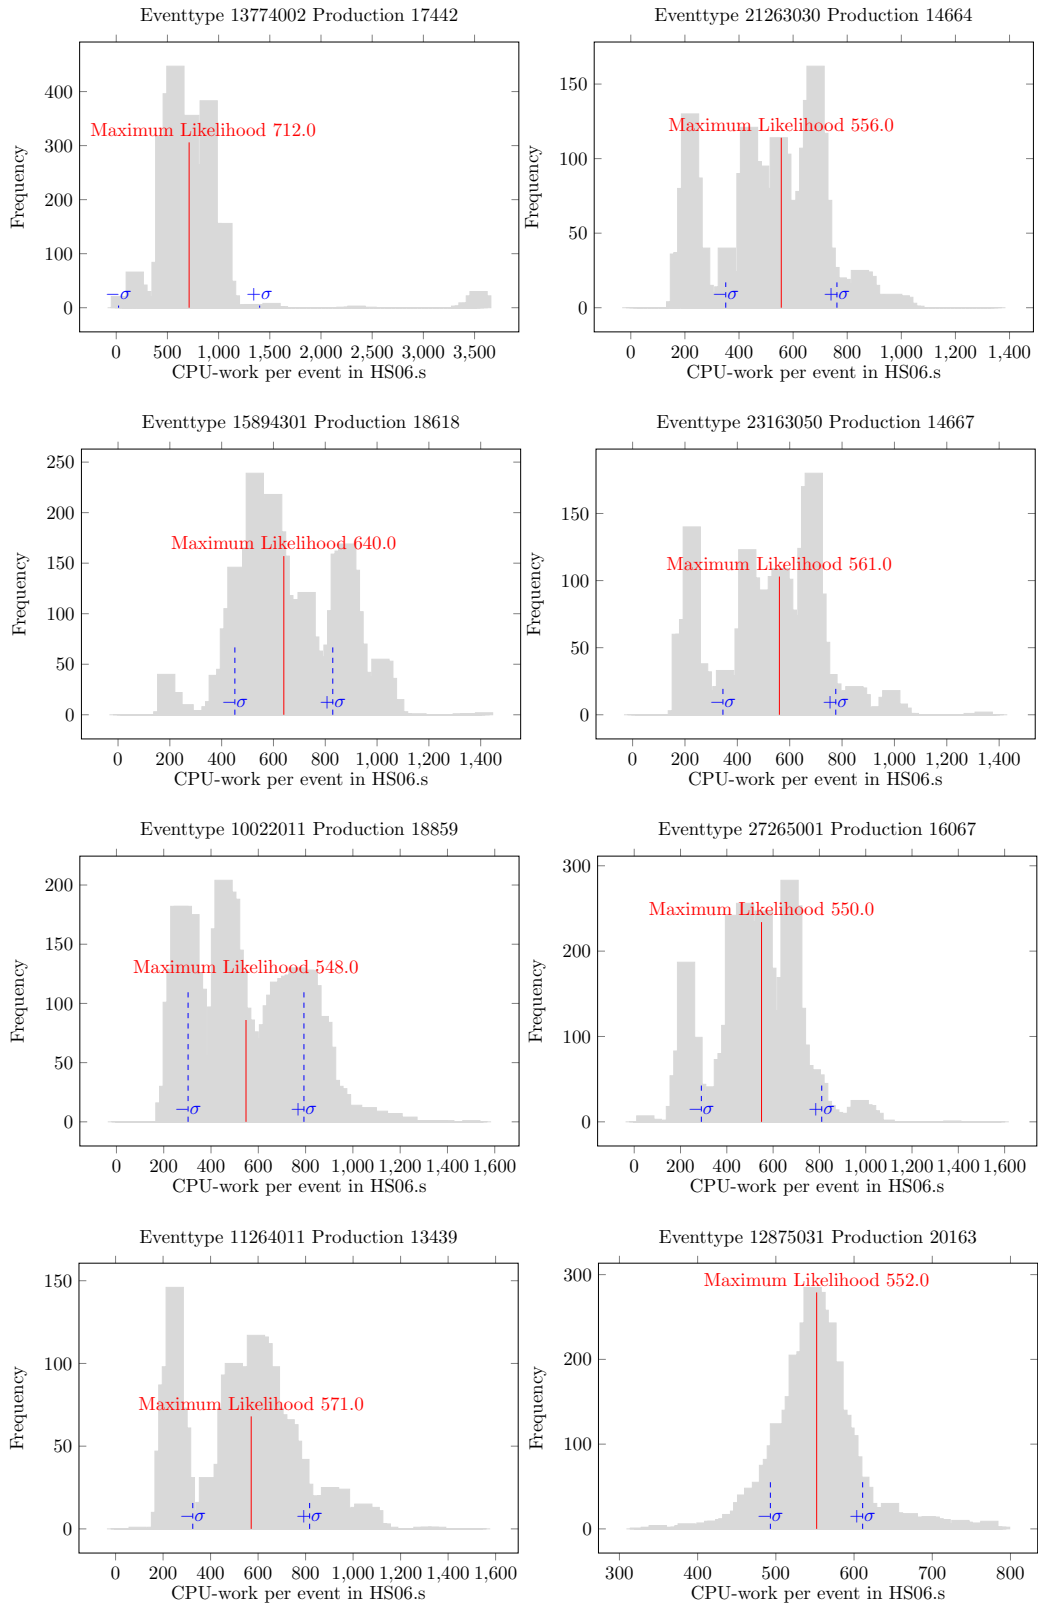 Eventtype 13774002 Production 17442
400
300
200
100
0
Frequency
Maximum Likelihood 712.0
−σ
+σ
0 500 1,000 1,500 2,000 2,500 3,000 3,500
CPU-work per event in HS06.s
Eventtype 21263030 Production 14664
150
100
50
0
Frequency
Maximum Likelihood 556.0
−σ
+σ
0 200 400 600 800 1,000 1,200 1,400
CPU-work per event in HS06.s
Eventtype 15894301 Production 18618
250
200
150
100
50
0
Frequency
Maximum Likelihood 640.0
−σ
+σ
0 200 400 600 800 1,000 1,200 1,400
CPU-work per event in HS06.s
Eventtype 23163050 Production 14667
150
100
50
0
Frequency
Maximum Likelihood 561.0
−σ
+σ
0 200 400 600 800 1,000 1,200 1,400
CPU-work per event in HS06.s
Eventtype 10022011 Production 18859
200
150
100
50
0
Frequency
Maximum Likelihood 548.0
−σ
+σ
0 200 400 600 800 1,000 1,200 1,400 1,600
CPU-work per event in HS06.s
Eventtype 27265001 Production 16067
300
200
100
0
Frequency
Maximum Likelihood 550.0
−σ
+σ
0 200 400 600 800 1,000 1,200 1,400 1,600
CPU-work per event in HS06.s
Eventtype 11264011 Production 13439
150
100
50
0
Frequency
Maximum Likelihood 571.0
−σ
+σ
0 200 400 600 800 1,000 1,200 1,400 1,600
CPU-work per event in HS06.s
Eventtype 12875031 Production 20163
300
200
100
0
Frequency
Maximum Likelihood 552.0
−σ
+σ
300 400 500 600 700 800
CPU-work per event in HS06.s